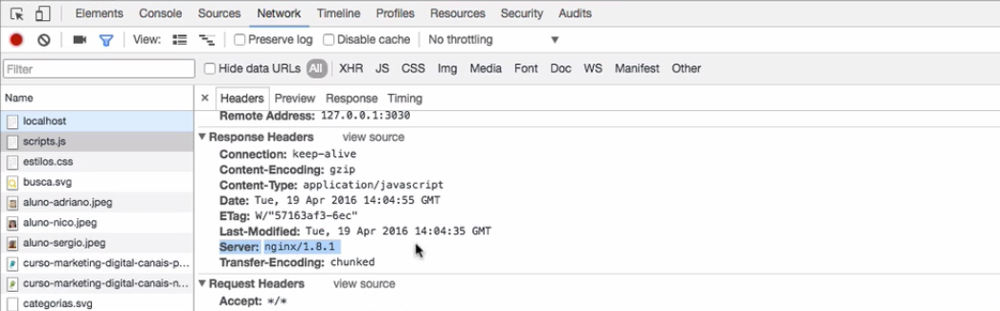 Elements Console Sources Network Timeline Profiles Resources Security Audits
View: Preserve log Disable cache No throttling
Filter Hide data URLs All XHR JS CSS Img Media Font Doc WS Manifest Other
Name
localhost
scripts.js
estilos.css
busca.svg
aluno-adriano.jpeg
aluno-nico.jpeg
aluno-sergio.jpeg
curso-marketing-digital-canais-p...
curso-marketing-digital-canais-n...
categorias.svg
× Headers Preview Response Timing
Remote Address: 127.0.0.1:3030
Response Headers view source
Connection: keep-alive
Content-Encoding: gzip
Content-Type: application/javascript
Date: Tue, 19 Apr 2016 14:04:55 GMT
ETag: W/"57163af3-6ec"
Last-Modified: Tue, 19 Apr 2016 14:04:35 GMT
Server: nginx/1.8.1
Transfer-Encoding: chunked
Request Headers view source
Accept: */*